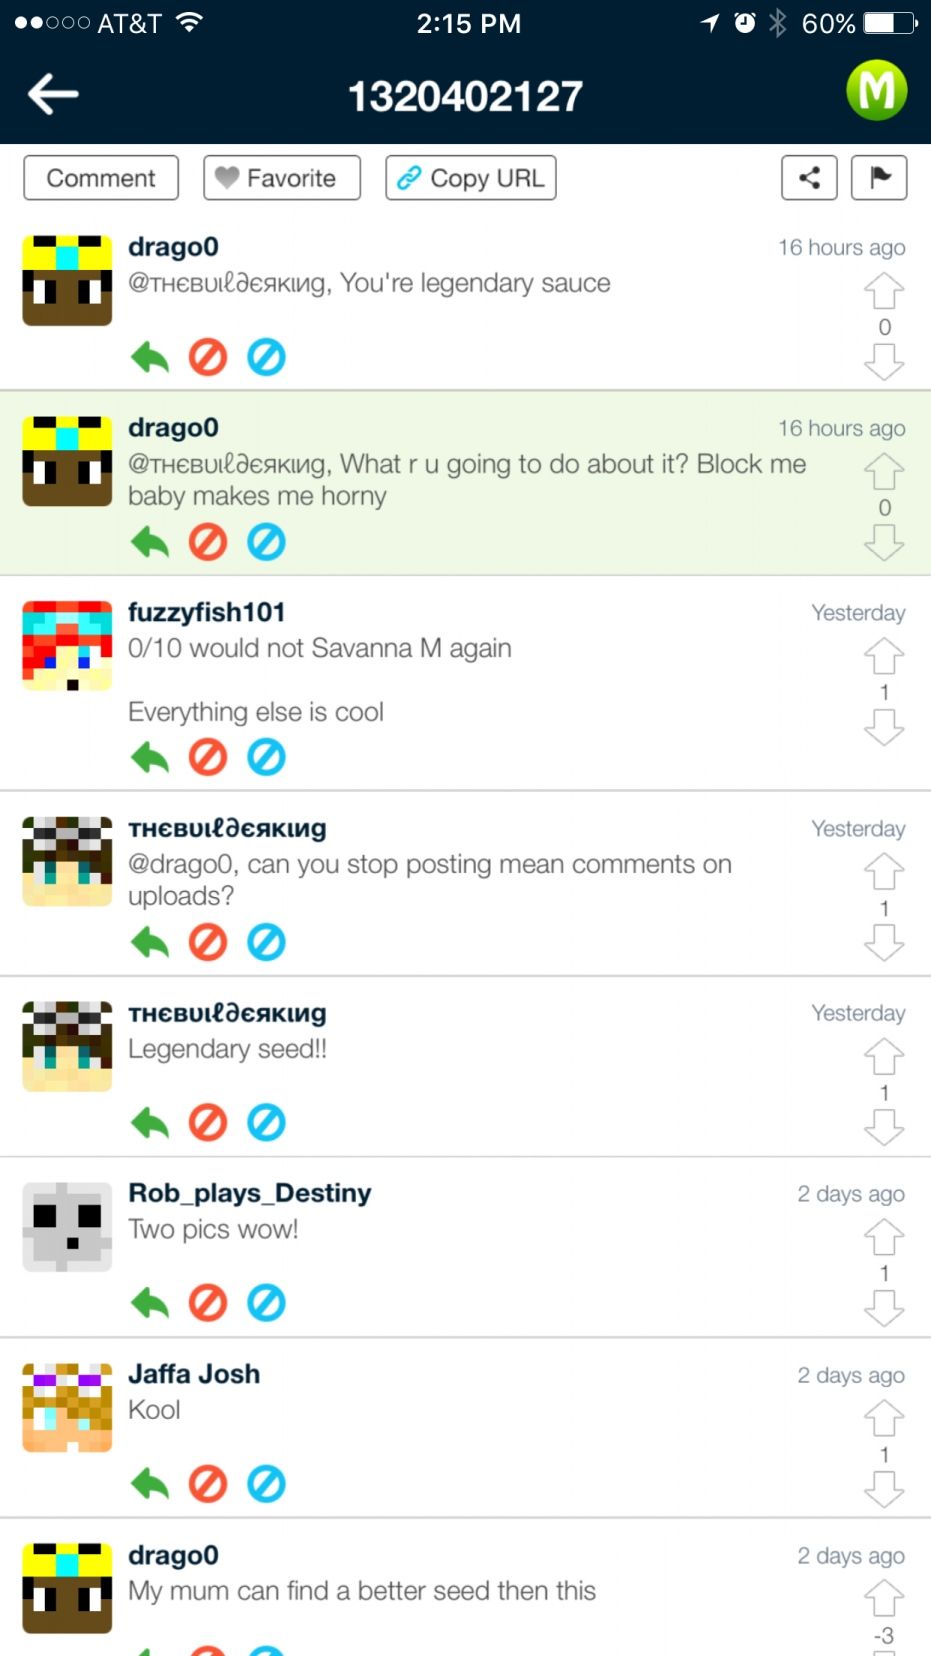 AT&T 2:15 PM 60%
1320402127 M
Comment Favorite Copy URL
drago0 16 hours ago
@тнєвυιℓ∂єякιиg, You're legendary sauce
0
drago0 16 hours ago
@тнєвυιℓ∂єякιиg, What r u going to do about it? Block me
baby makes me horny
0
fuzzyfish101 Yesterday
0/10 would not Savanna M again
1
Everything else is cool
тнєвυιℓ∂єякιиg Yesterday
@drago0, can you stop posting mean comments on
uploads?
1
тнєвυιℓ∂єякιиg Yesterday
Legendary seed!!
1
Rob_plays_Destiny 2 days ago
Two pics wow!
1
Jaffa Josh 2 days ago
Kool
1
drago0 2 days ago
My mum can find a better seed then this
-3